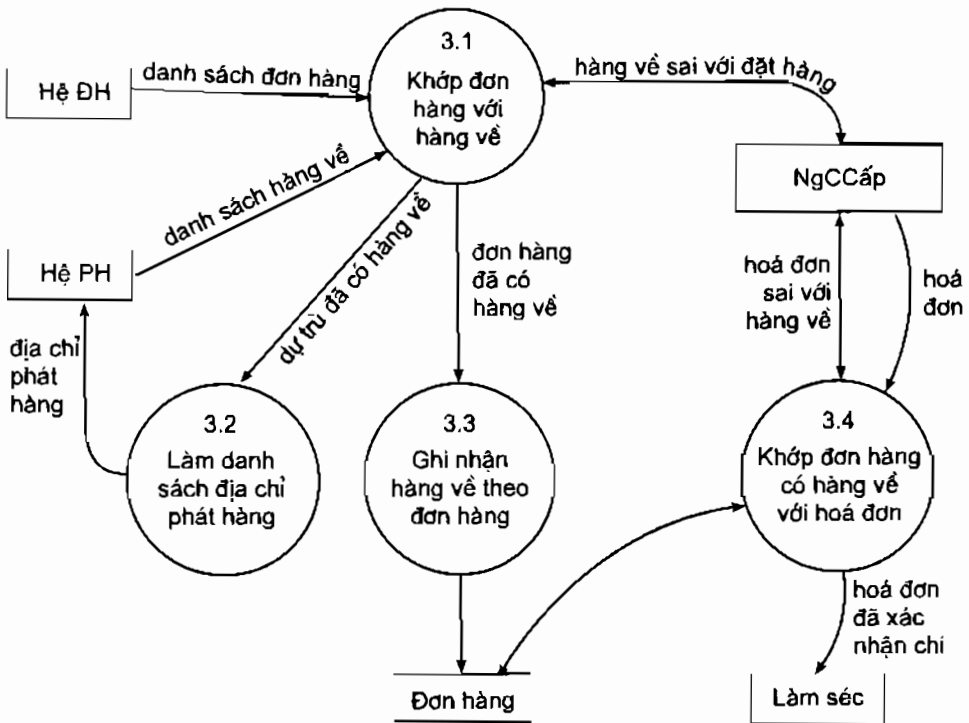 3.1
Khớp đơn
hàng với
hàng về
Hệ ĐH
danh sách đơn hàng
hàng về sai với đặt hàng
NgCCấp
danh sách hàng về
Hệ PH
dự trù đã có hàng về
đơn hàng
đã có
hàng về
hoá đơn
sai với
hàng về
hoá
đơn
địa chỉ
phát
hàng
3.2
Làm danh
sách địa chỉ
phát hàng
3.3
Ghi nhận
hàng về theo
đơn hàng
3.4
Khớp đơn hàng
có hàng về
với hoá đơn
hoá đơn
đã xác
nhận chi
Đơn hàng
Làm séc